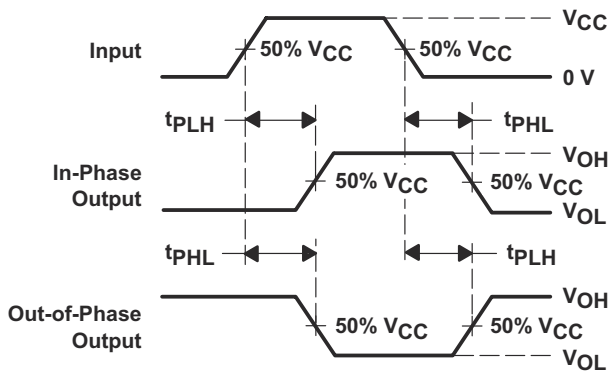 VCC
Input
50% VCC
50% VCC
0 V
tPLH
tPHL
VOH
In-Phase
Output
50% VCC
50% VCC
VOL
tPHL
tPLH
VOH
Out-of-Phase
Output
50% VCC
50% VCC
VOL